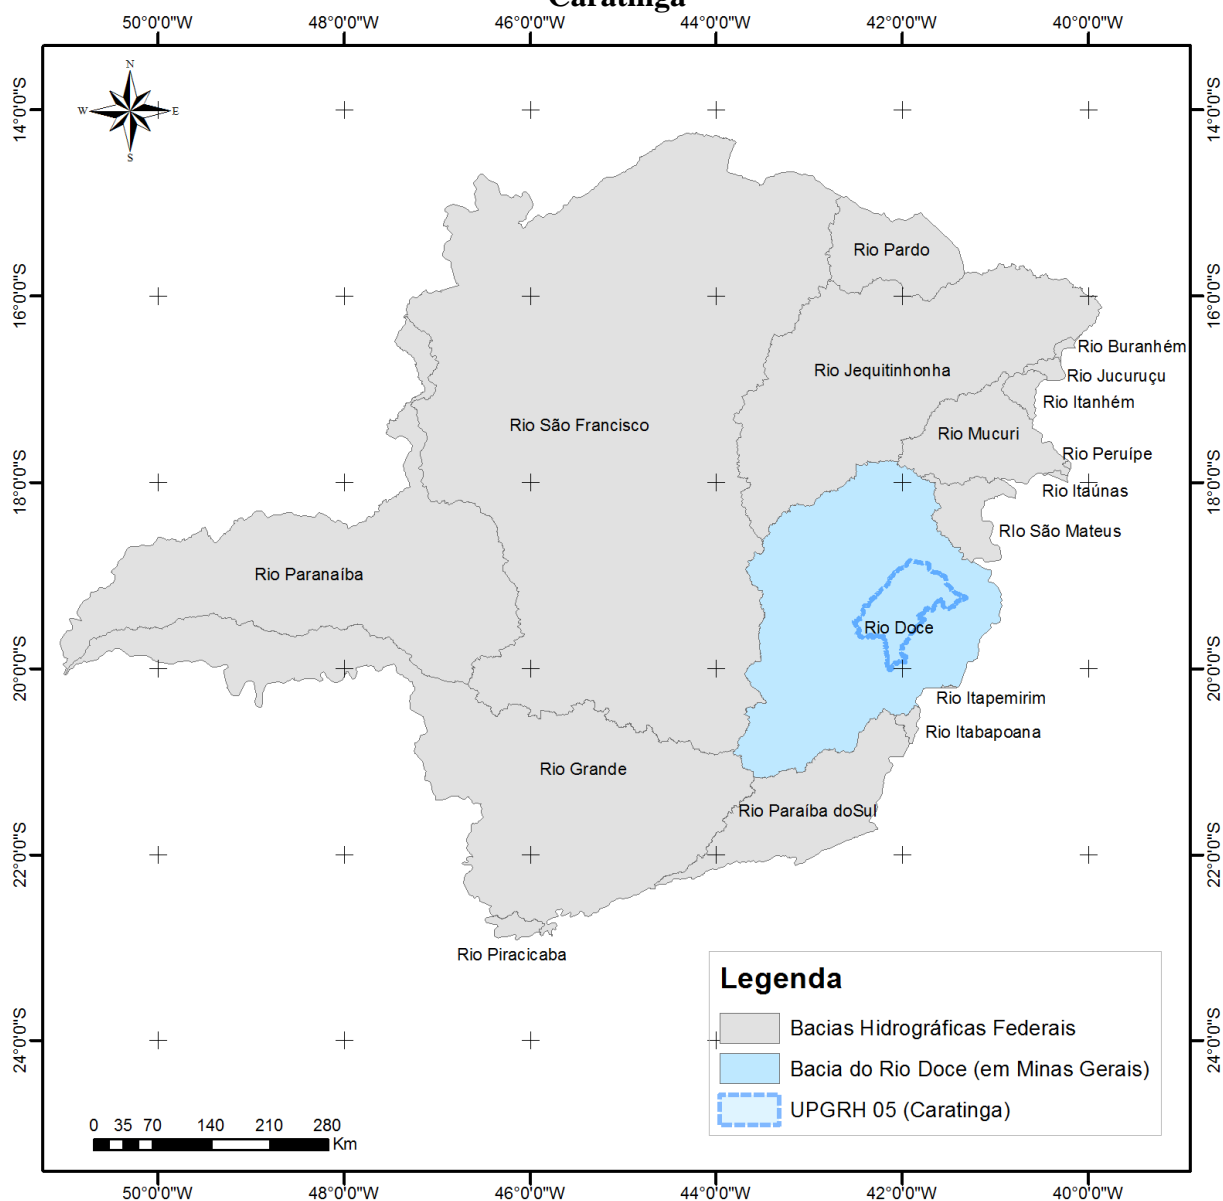 Caratinga
50°0'0"W 48°0'0"W 46°0'0"W 44°0'0"W 42°0'0"W 40°0'0"W
N
W E
S
14°0'0"S 14°0'0"S
Rio Pardo
16°0'0"S 16°0'0"S
Rio Buranhém
Rio Jequitinhonha
Rio Jucuruçu
Rio Itanhém
Rio São Francisco
Rio Mucuri
Rio Peruípe
18°0'0"S 18°0'0"S
Rio Itaúnas
RIo São Mateus
Rio Paranaíba
Rio Doce
20°0'0"S 20°0'0"S
Rio Itapemirim
Rio Itabapoana
Rio Grande
Rio Paraíba doSul
22°0'0"S 22°0'0"S
Rio Piracicaba
Legenda
Bacias Hidrográficas Federais
24°0'0"S 24°0'0"S
Bacia do Rio Doce (em Minas Gerais)
UPGRH 05 (Caratinga)
0 35 70 140 210 280
Km
50°0'0"W 48°0'0"W 46°0'0"W 44°0'0"W 42°0'0"W 40°0'0"W